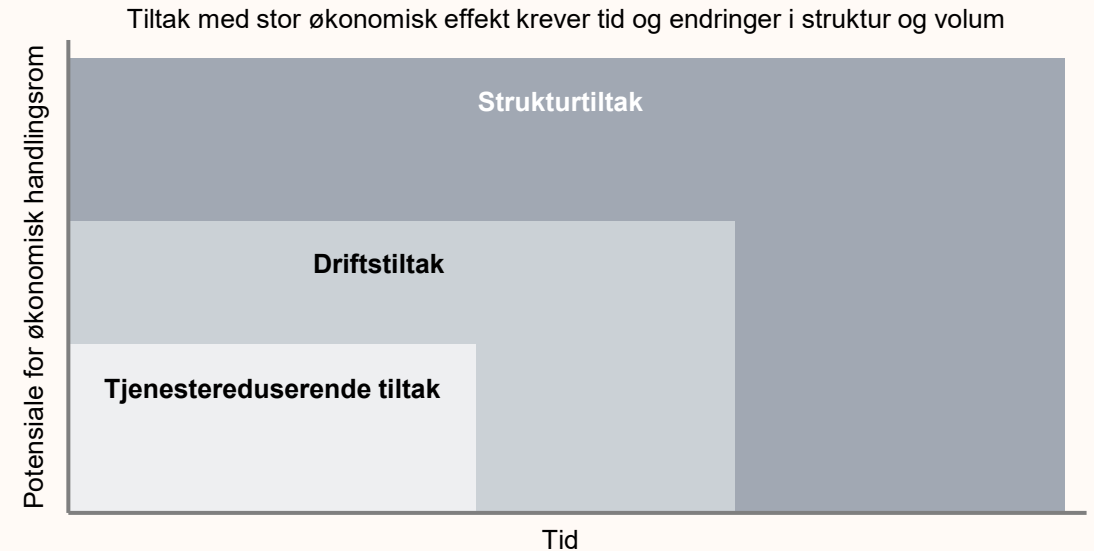 Tiltak med stor økonomisk effekt krever tid og endringer i struktur og volum
Potensiale for økonomisk handlingsrom
Strukturtiltak
Driftstiltak
Tjenestereduserende tiltak
Tid